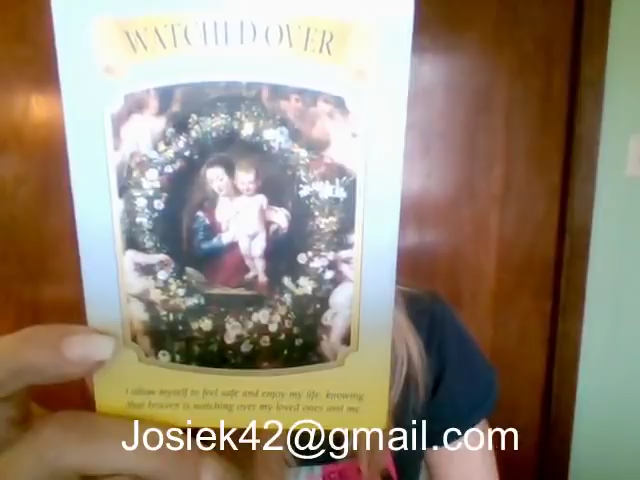 WATCHED OVER
I allow myself to feel safe and enjoy my life, knowing
that heaven is watching over my loved ones and me.
Josiek42@gmail.com